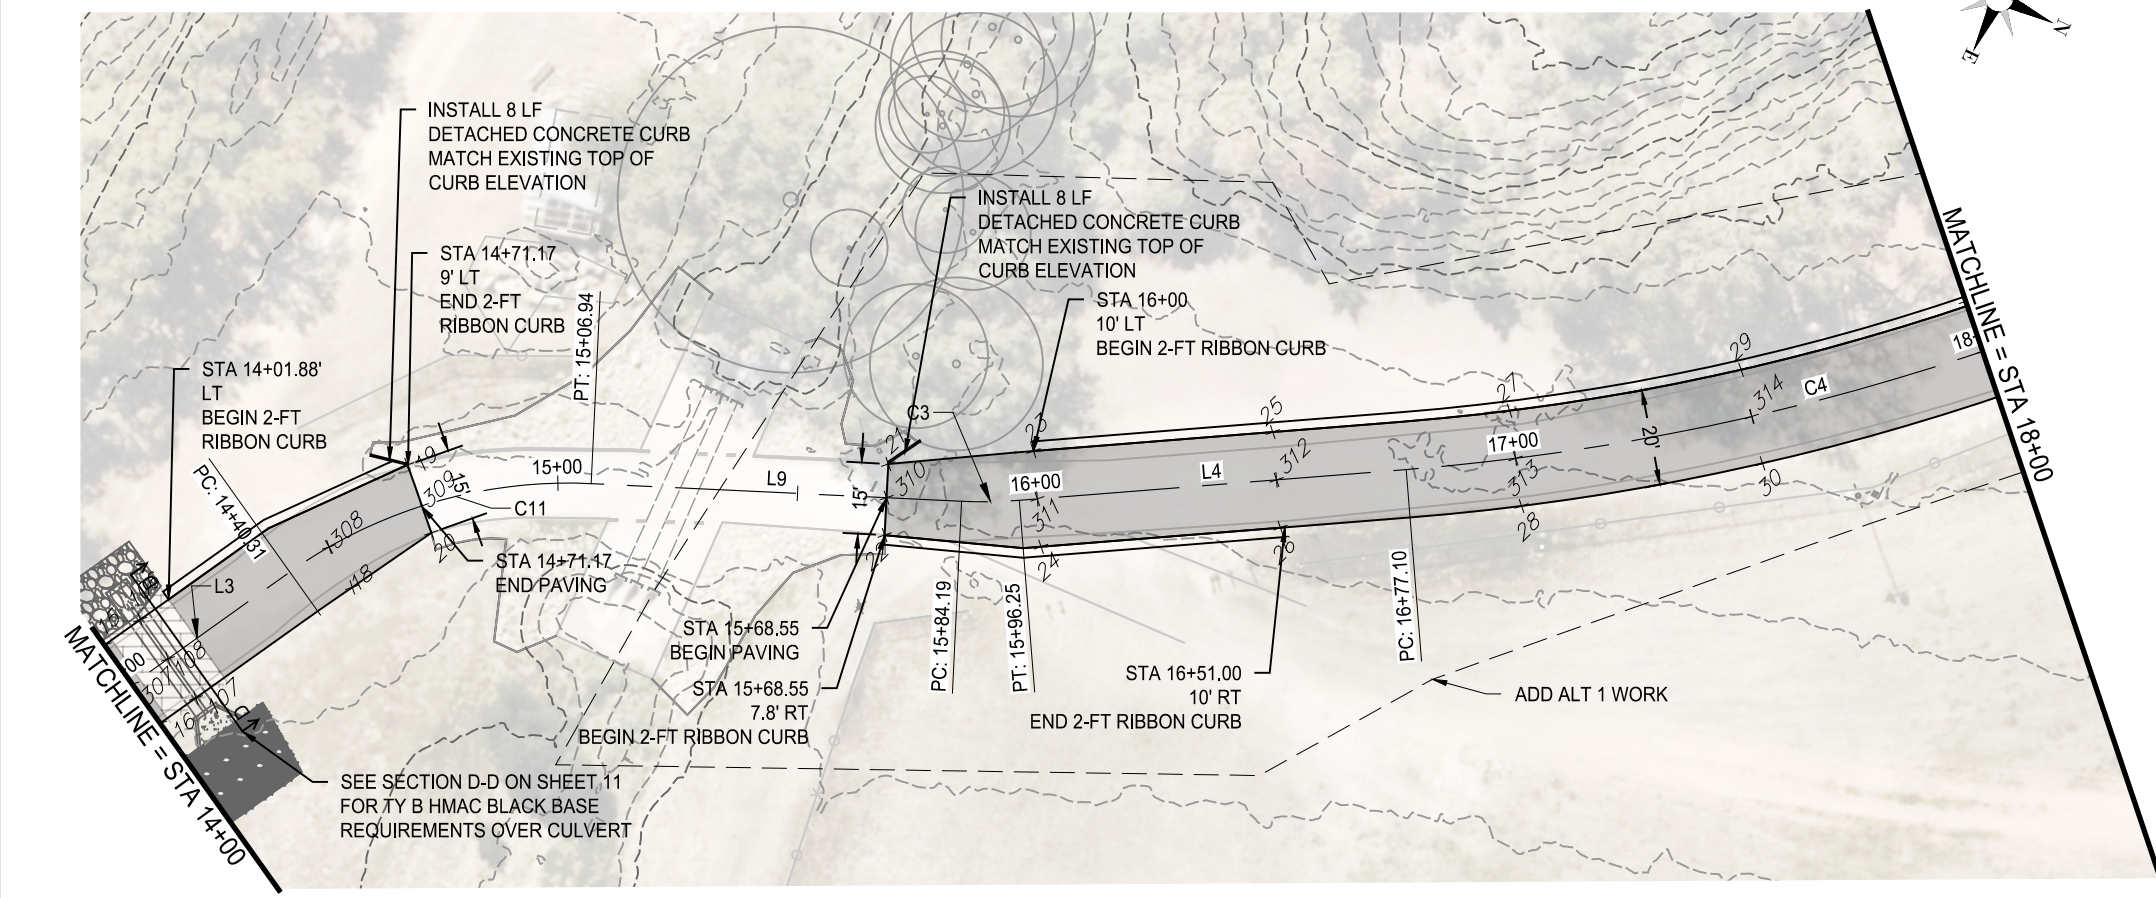 N
E
INSTALL 8 LF
DETACHED CONCRETE CURB
MATCH EXISTING TOP OF
CURB ELEVATION
INSTALL 8 LF
DETACHED CONCRETE CURB
MATCH EXISTING TOP OF
CURB ELEVATION
STA 14+71.17
9' LT
END 2-FT
RIBBON CURB
PT: 15+06.94
STA 16+00
10' LT
BEGIN 2-FT RIBBON CURB
MATCHLINE = STA 18+00
STA 14+01.88'
LT
BEGIN 2-FT
RIBBON CURB
PC: 14+40.31
19
309
15'
C11
20
308
18
L3
15+00
L9
15'
21
310
22
C3
23
16+00
311
24
25
312
26
L4
27
17+00
313
28
20'
29
314
30
C4
18+
STA 14+71.17
END PAVING
STA 15+68.55
BEGIN PAVING
STA 15+68.55
7.8' RT
BEGIN 2-FT RIBBON CURB
PC: 15+84.19
PT: 15+96.25
STA 16+51.00
10' RT
END 2-FT RIBBON CURB
PC: 16+77.10
ADD ALT 1 WORK
00
307
108
07
16
D
MATCHLINE = STA 14+00
SEE SECTION D-D ON SHEET 11
FOR TY B HMAC BLACK BASE
REQUIREMENTS OVER CULVERT